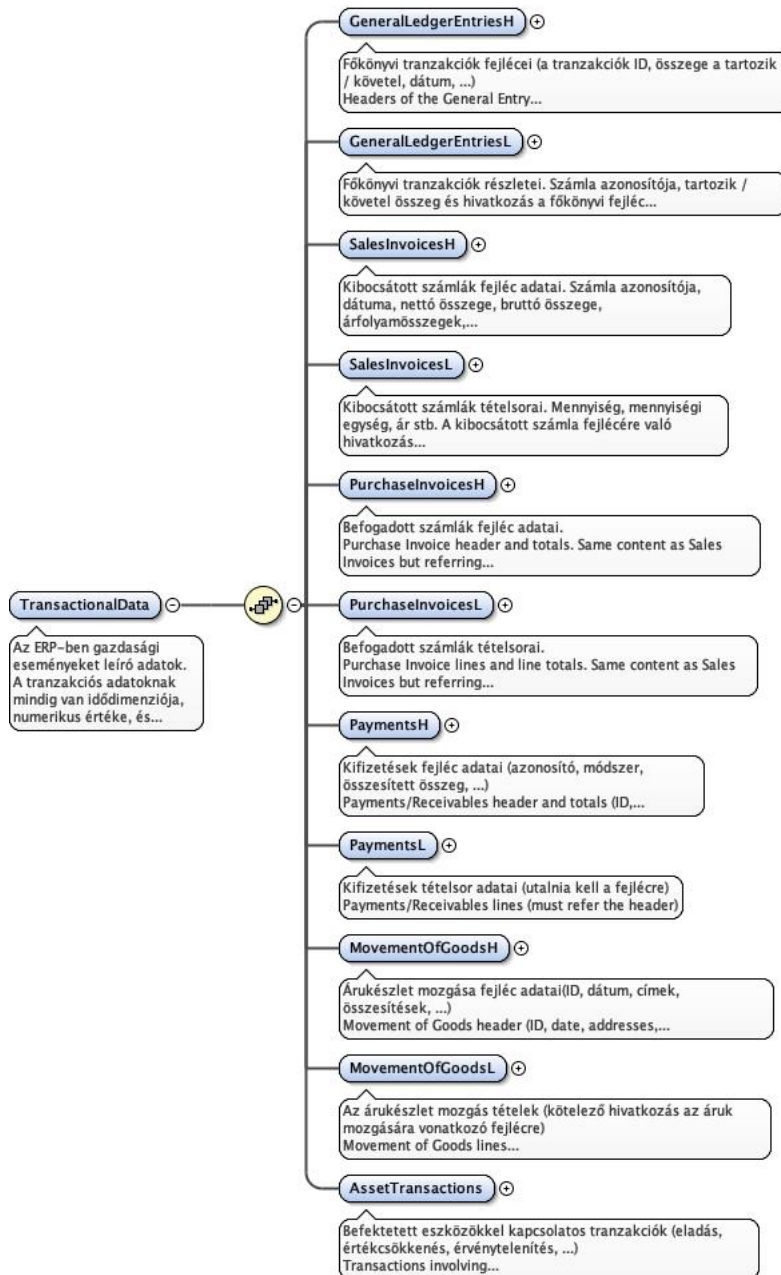 GeneralLedgerEntriesH
Főkönyvi tranzakciók fejlécei (a tranzakciók ID, összege a tartozik
/ követel, dátum, ...)
Headers of the General Entry...
GeneralLedgerEntriesL
Főkönyvi tranzakciók részletei. Számla azonosítója, tartozik /
követel összeg és hivatkozás a főkönyvi fejléc...
SalesInvoicesH
Kibocsátott számlák fejléc adatai. Számla azonosítója,
dátuma, nettó összege, bruttó összege,
árfolyamösszegek,...
SalesInvoicesL
Kibocsátott számlák tételsorai. Mennyiség, mennyiségi
egység, ár stb. A kibocsátott számla fejlécére való
hivatkozás...
PurchaseInvoicesH
Befogadott számlák fejléc adatai.
Purchase Invoice header and totals. Same content as Sales
Invoices but referring...
TransactionalData
Az ERP-ben gazdasági
eseményeket leíró adatok.
A tranzakciós adatoknak
mindig van idődimenziója,
numerikus értéke, és...
PurchaseInvoicesL
Befogadott számlák tételsorai.
Purchase Invoice lines and line totals. Same content as Sales
Invoices but referring...
PaymentsH
Kifizetések fejléc adatai (azonosító, módszer,
összesített összeg, ...)
Payments/Receivables header and totals (ID,...
PaymentsL
Kifizetések tételsor adatai (utalnia kell a fejlécre)
Payments/Receivables lines (must refer the header)
MovementOfGoodsH
Árukészlet mozgása fejléc adatai(ID, dátum, címek,
összesítések, ...)
Movement of Goods header (ID, date, addresses,...
MovementOfGoodsL
Az árukészlet mozgás tételek (kötelező hivatkozás az áruk
mozgására vonatkozó fejlécre)
Movement of Goods lines...
AssetTransactions
Befektetett eszközökkel kapcsolatos tranzakciók (eladás,
értékcsökkenés, érvénytelenítés, ...)
Transactions involving...